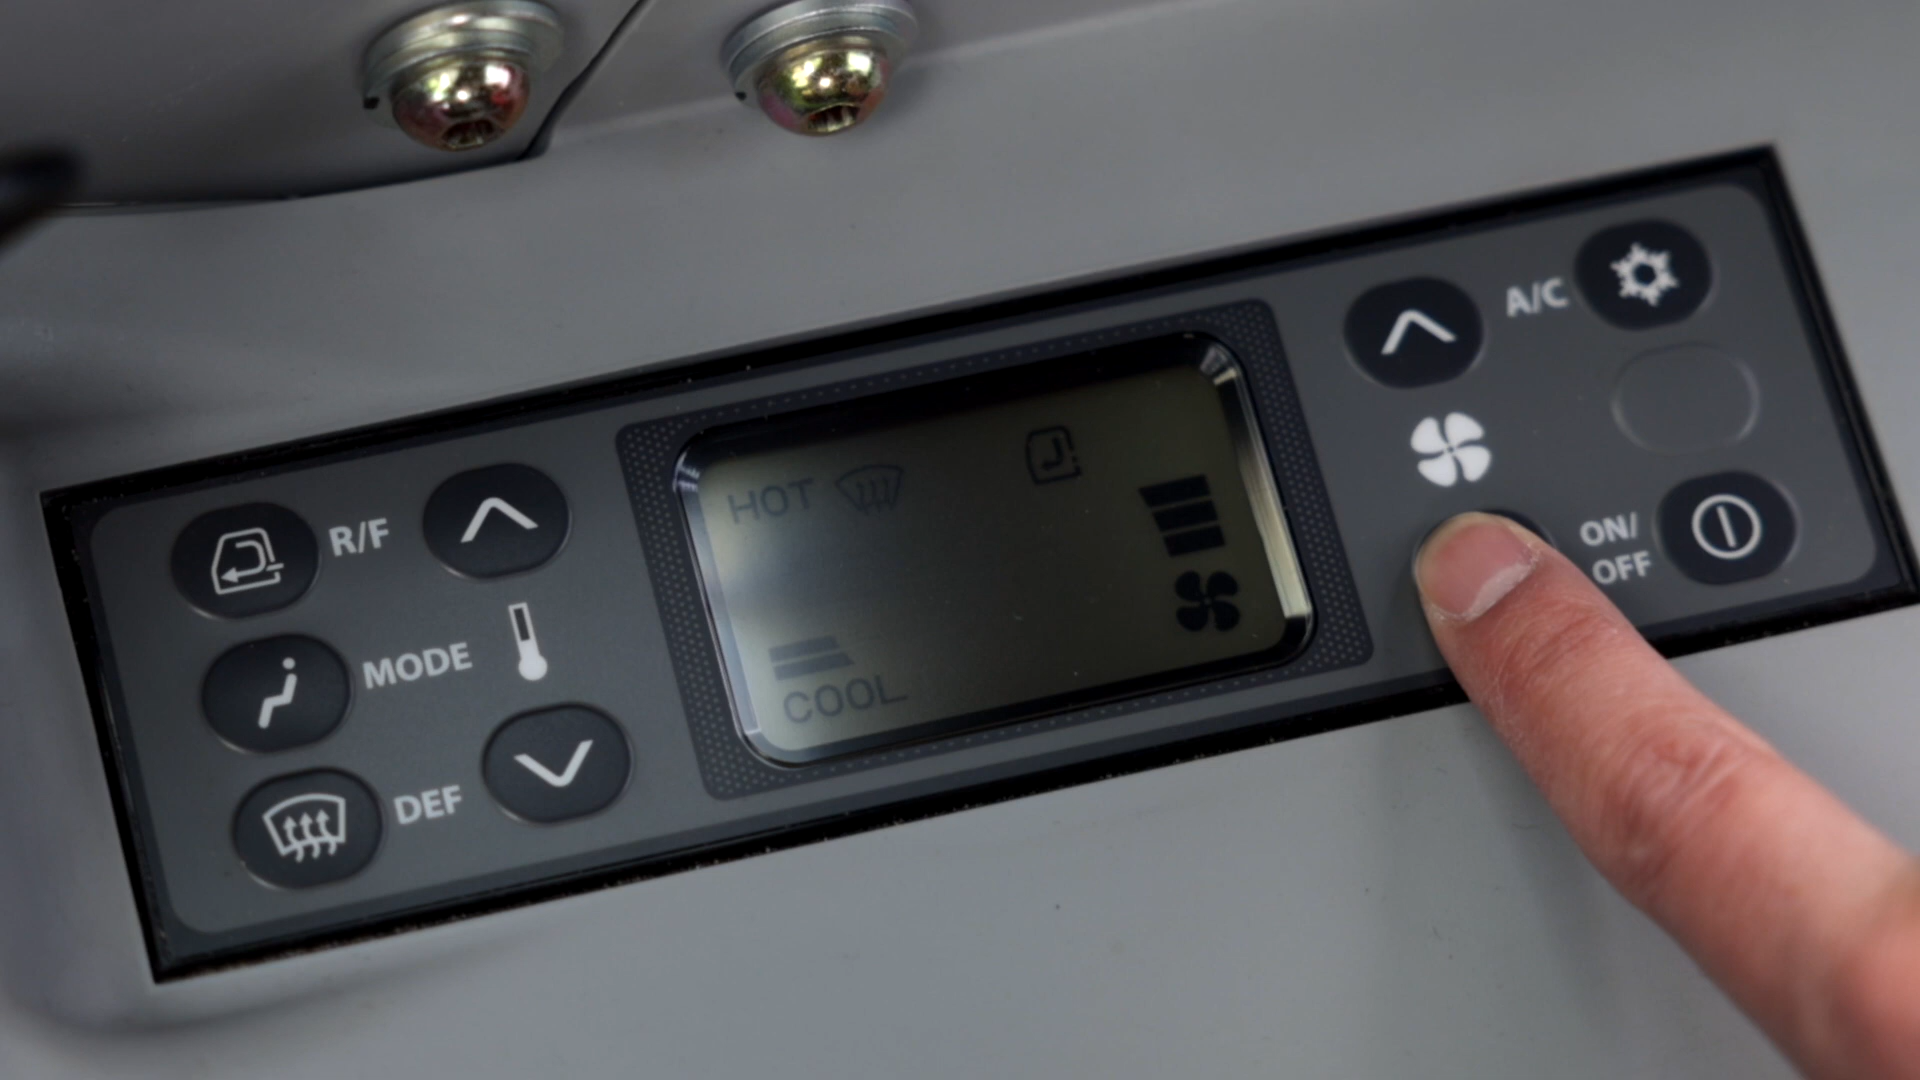 R/F
MODE
DEF
HOT
COOL
A/C
ON/
OFF